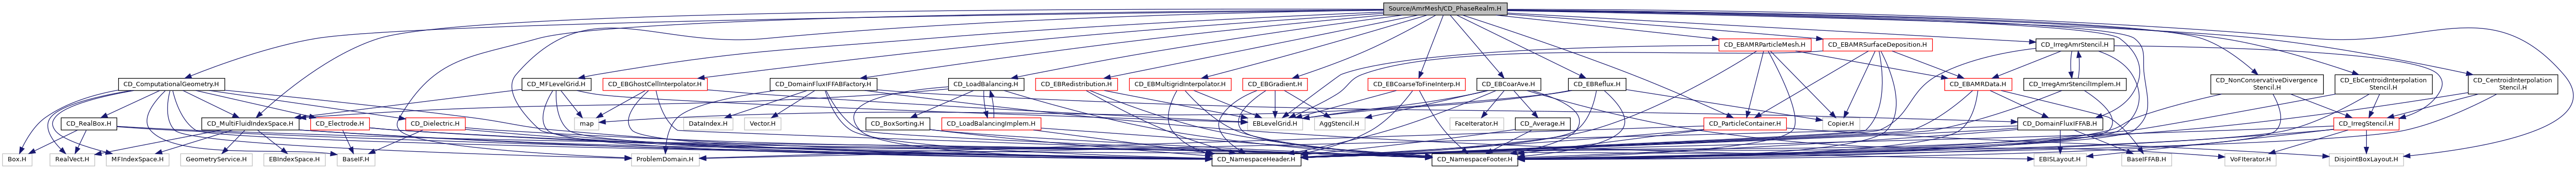 Source/AmrMesh/CD_PhaseRealm.H
CD_EBAMRParticleMesh.H
CD_EBAMRSurfaceDeposition.H
CD_IrregAmrStencil.H
CD_ComputationalGeometry.H
CD_MFLevelGrid.H
CD_EBGhostCellInterpolator.H
CD_DomainFluxIFFABFactory.H
CD_LoadBalancing.H
CD_EBRedistribution.H
CD_EBMultigridInterpolator.H
CD_EBGradient.H
CD_EBCoarseToFineInterp.H
CD_EBCoarAve.H
CD_EBReflux.H
CD_EBAMRData.H
CD_IrregAmrStencilImplem.H
CD_NonConservativeDivergence
Stencil.H
CD_EbCentroidInterpolation
Stencil.H
CD_CentroidInterpolation
Stencil.H
CD_RealBox.H
CD_MultiFluidIndexSpace.H
CD_Electrode.H
CD_Dielectric.H
map
DataIndex.H
Vector.H
CD_BoxSorting.H
CD_LoadBalancingImplem.H
EBLevelGrid.H
AggStencil.H
FaceIterator.H
CD_Average.H
CD_ParticleContainer.H
Copier.H
CD_DomainFluxIFFAB.H
CD_IrregStencil.H
Box.H
RealVect.H
MFIndexSpace.H
GeometryService.H
EBIndexSpace.H
BaseIF.H
ProblemDomain.H
CD_NamespaceHeader.H
CD_NamespaceFooter.H
EBISLayout.H
BaseIFFAB.H
VoFIterator.H
DisjointBoxLayout.H